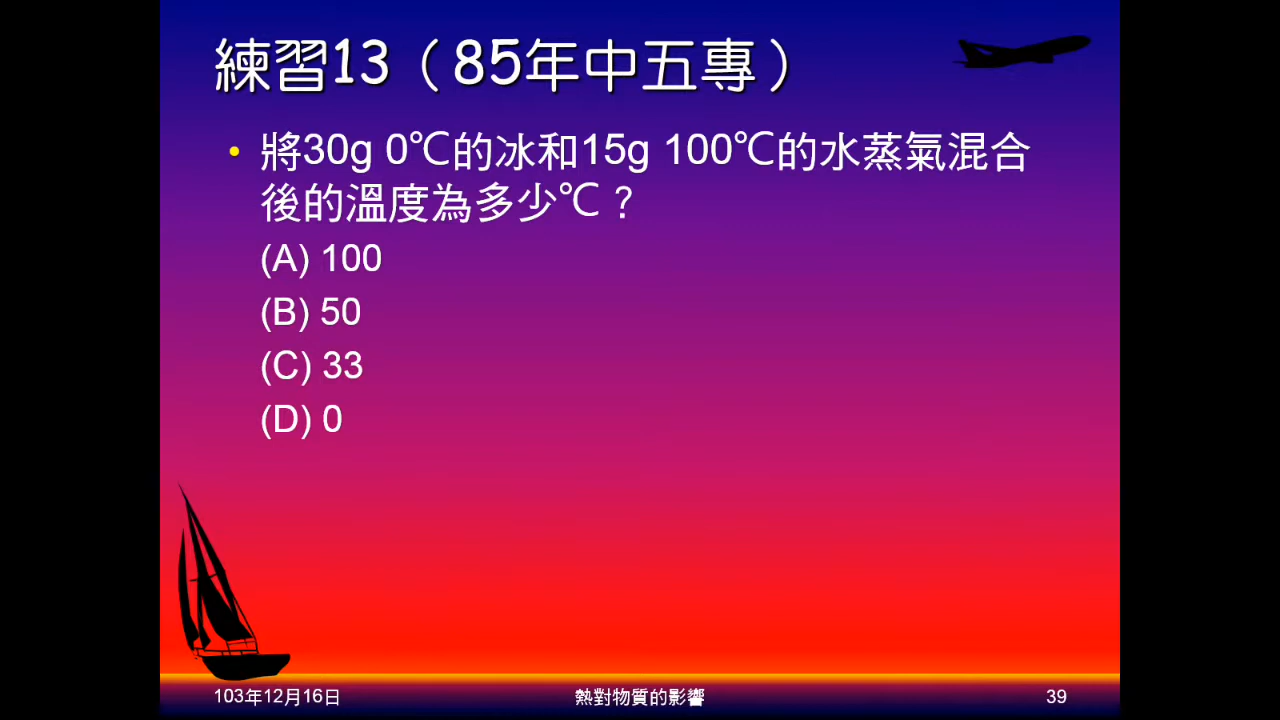 練習13（85年中五專）
• 將30g 0℃的冰和15g 100℃的水蒸氣混合
後的溫度為多少℃？
(A) 100
(B) 50
(C) 33
(D) 0
103年12月16日
熱對物質的影響
39